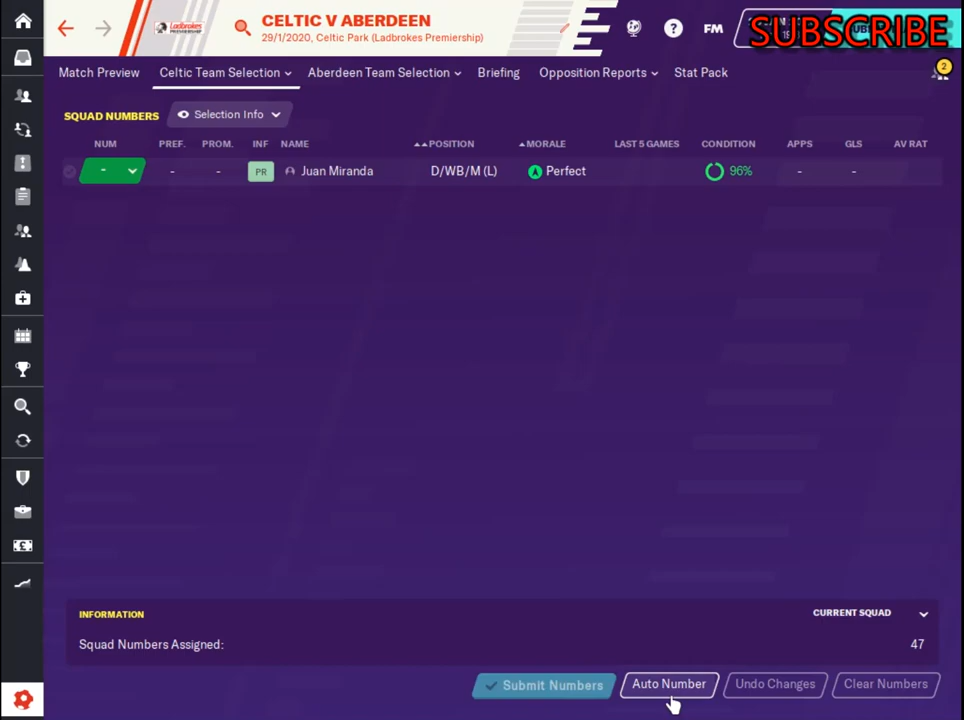 CELTIC V ABERDEEN
29/1/2020, Celtic Park (Ladbrokes Premiership)
Ladbrokes
?
FM
SUBSCRIBE
Match Preview
Celtic Team Selection
Aberdeen Team Selection
Briefing
Opposition Reports
Stat Pack
2
SQUAD NUMBERS
Selection Info
NUM PREF. PROM. INF NAME POSITION MORALE LAST 5 GAMES CONDITION APPS GLS AV RAT
- - - PR Juan Miranda D/WB/M (L) Perfect 96% - -
INFORMATION
CURRENT SQUAD
Squad Numbers Assigned: 47
Submit Numbers
Auto Number
Undo Changes
Clear Numbers